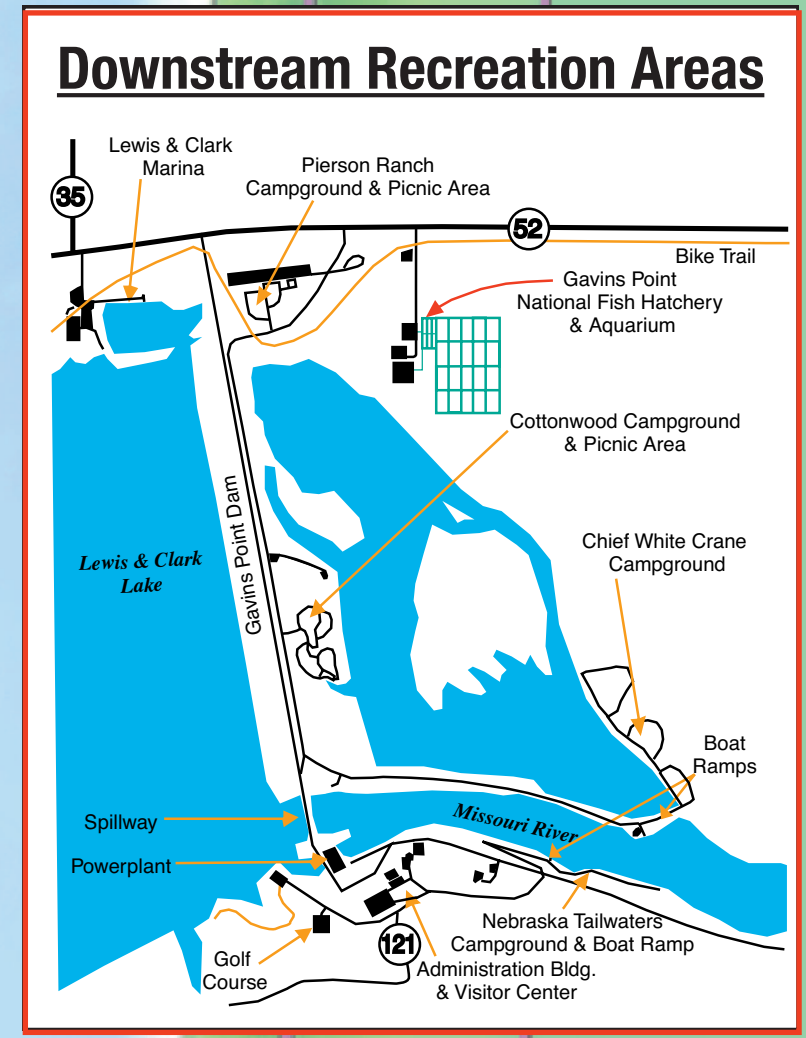 Downstream Recreation Areas
Lewis & Clark
Marina
Pierson Ranch
Campground & Picnic Area
35
52
Bike Trail
Gavins Point
National Fish Hatchery
& Aquarium
Cottonwood Campground
& Picnic Area
Gavins Point Dam
Lewis & Clark
Lake
Chief White Crane
Campground
Boat
Ramps
Spillway
Missouri River
Powerplant
Nebraska Tailwaters
Campground & Boat Ramp
121
Golf
Course
Administration Bldg.
& Visitor Center